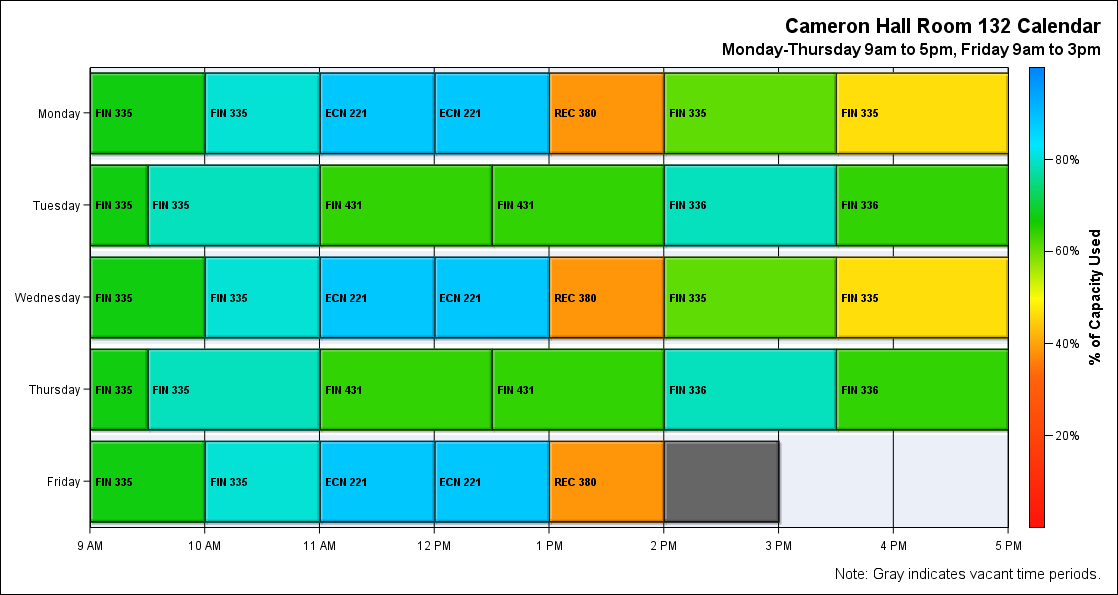 Cameron Hall Room 132 Calendar
Monday-Thursday 9am to 5pm, Friday 9am to 3pm
Monday FIN 335 FIN 335 ECN 221 ECN 221 REC 380 FIN 335 FIN 335
80%
Tuesday FIN 335 FIN 335 FIN 431 FIN 431 FIN 336 FIN 336
60%
Wednesday FIN 335 FIN 335 ECN 221 ECN 221 REC 380 FIN 335 FIN 335
% of Capacity Used
40%
Thursday FIN 335 FIN 335 FIN 431 FIN 431 FIN 336 FIN 336
20%
Friday FIN 335 FIN 335 ECN 221 ECN 221 REC 380
9 AM 10 AM 11 AM 12 PM 1 PM 2 PM 3 PM 4 PM 5 PM
Note: Gray indicates vacant time periods.